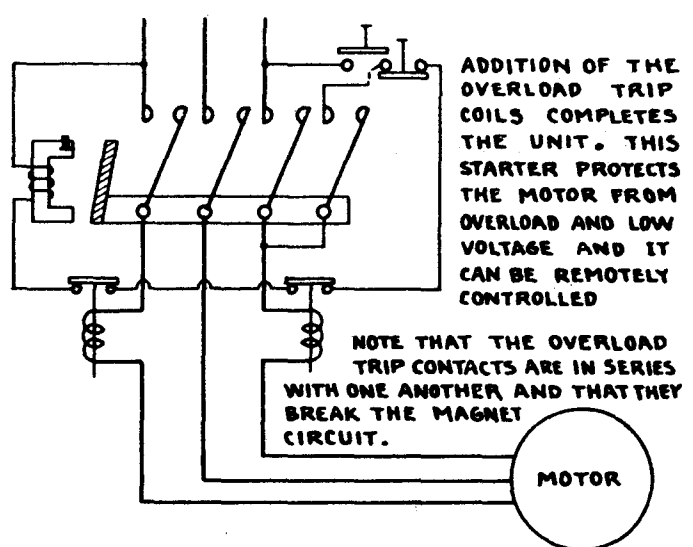 ADDITION OF THE
OVERLOAD TRIP
COILS COMPLETES
THE UNIT. THIS
STARTER PROTECTS
THE MOTOR FROM
OVERLOAD AND LOW
VOLTAGE AND IT
CAN BE REMOTELY
CONTROLLED
NOTE THAT THE OVERLOAD
TRIP CONTACTS ARE IN SERIES
WITH ONE ANOTHER AND THAT THEY
BREAK THE MAGNET
CIRCUIT.
MOTOR